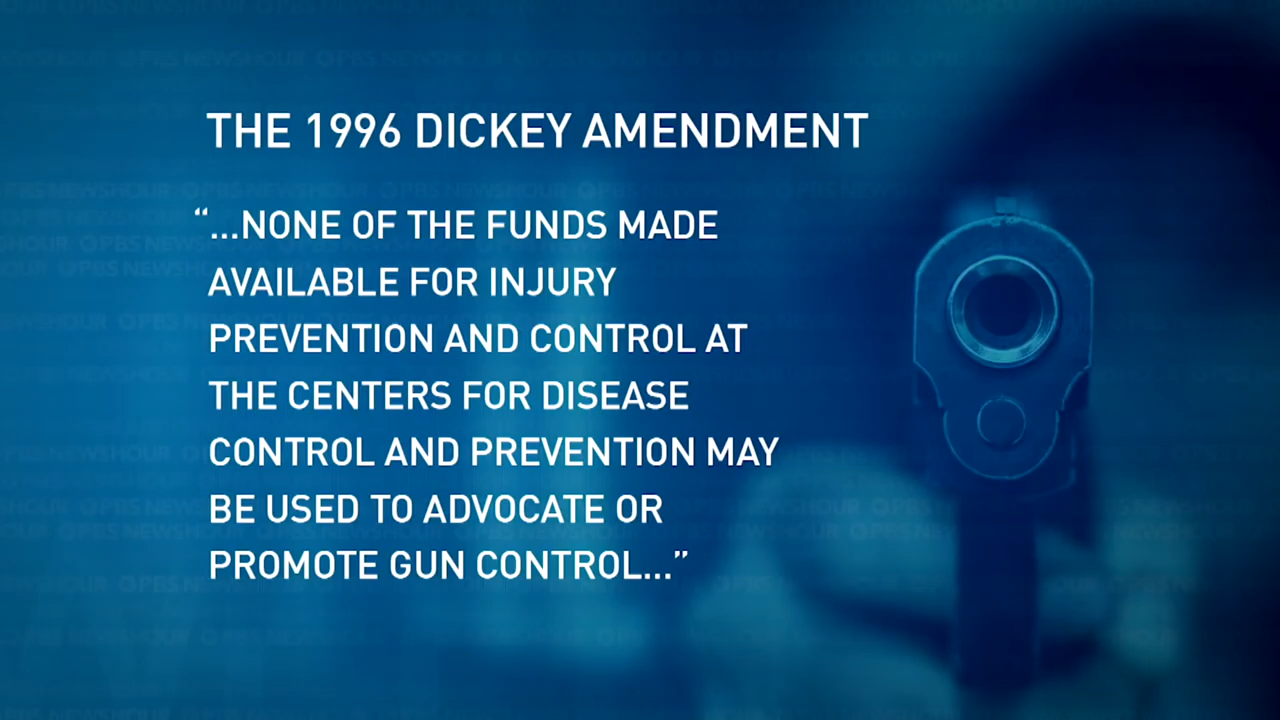 THE 1996 DICKEY AMENDMENT
“...NONE OF THE FUNDS MADE
AVAILABLE FOR INJURY
PREVENTION AND CONTROL AT
THE CENTERS FOR DISEASE
CONTROL AND PREVENTION MAY
BE USED TO ADVOCATE OR
PROMOTE GUN CONTROL...”